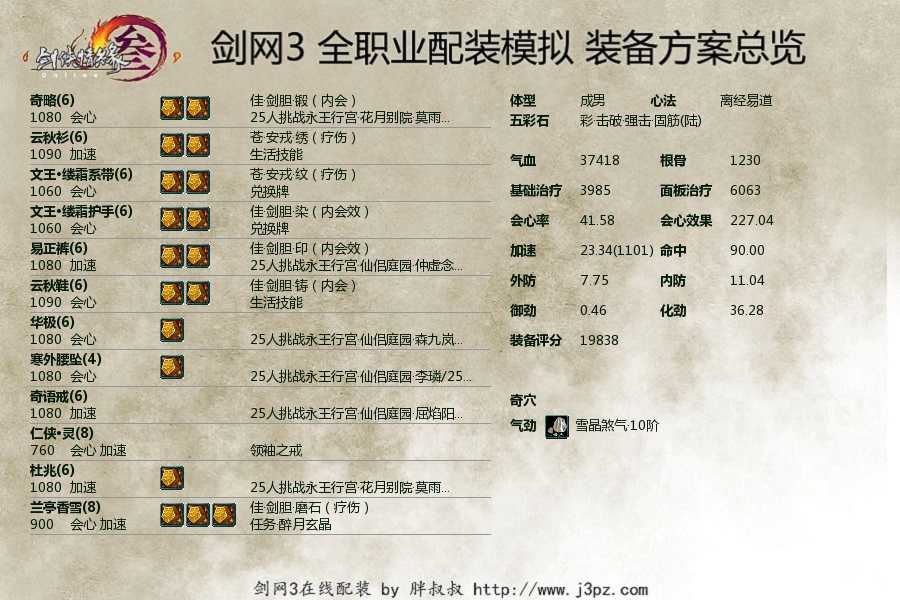 剑侠情缘 叁
Online
剑网3 全职业配装模拟 装备方案总览
奇略(6)
佳·剑胆·锻（内会）
1080 会心
25人挑战永王行宫·花月别院·莫雨...
云秋衫(6)
苍·安戎·绣（疗伤）
1090 加速
生活技能
文王•缕霜系带(6)
苍·安戎·纹（疗伤）
1060 会心
兑换牌
文王•缕霜护手(6)
佳·剑胆·染（内会效）
1060 会心
兑换牌
易正裤(6)
佳·剑胆·印（内会效）
1080 加速
25人挑战永王行宫·仙侣庭园·仲虚念...
云秋鞋(6)
佳·剑胆·铸（内会）
1090 会心
生活技能
华极(6)
1080 会心
25人挑战永王行宫·仙侣庭园·森九岚...
寒外腰坠(4)
1080 会心
25人挑战永王行宫·仙侣庭园·李璘/25...
奇语戒(6)
1080 加速
25人挑战永王行宫·仙侣庭园·屈焰阳...
仁侠•灵(8)
760 会心 加速
领袖之戒
杜兆(6)
1080 加速
25人挑战永王行宫·花月别院·莫雨...
兰亭香雪(8)
佳·剑胆·磨石（疗伤）
900 会心 加速
任务·醉月玄晶
体型 成男 心法 离经易道
五彩石 彩·击破·强击·固筋(陆)
气血 37418 根骨 1230
基础治疗 3985 面板治疗 6063
会心率 41.58 会心效果 227.04
加速 23.34(1101) 命中 90.00
外防 7.75 内防 11.04
御劲 0.46 化劲 36.28
装备评分 19838
奇穴
气劲 雪晶煞气·10阶
剑网3在线配装 by 胖叔叔 http://www.j3pz.com